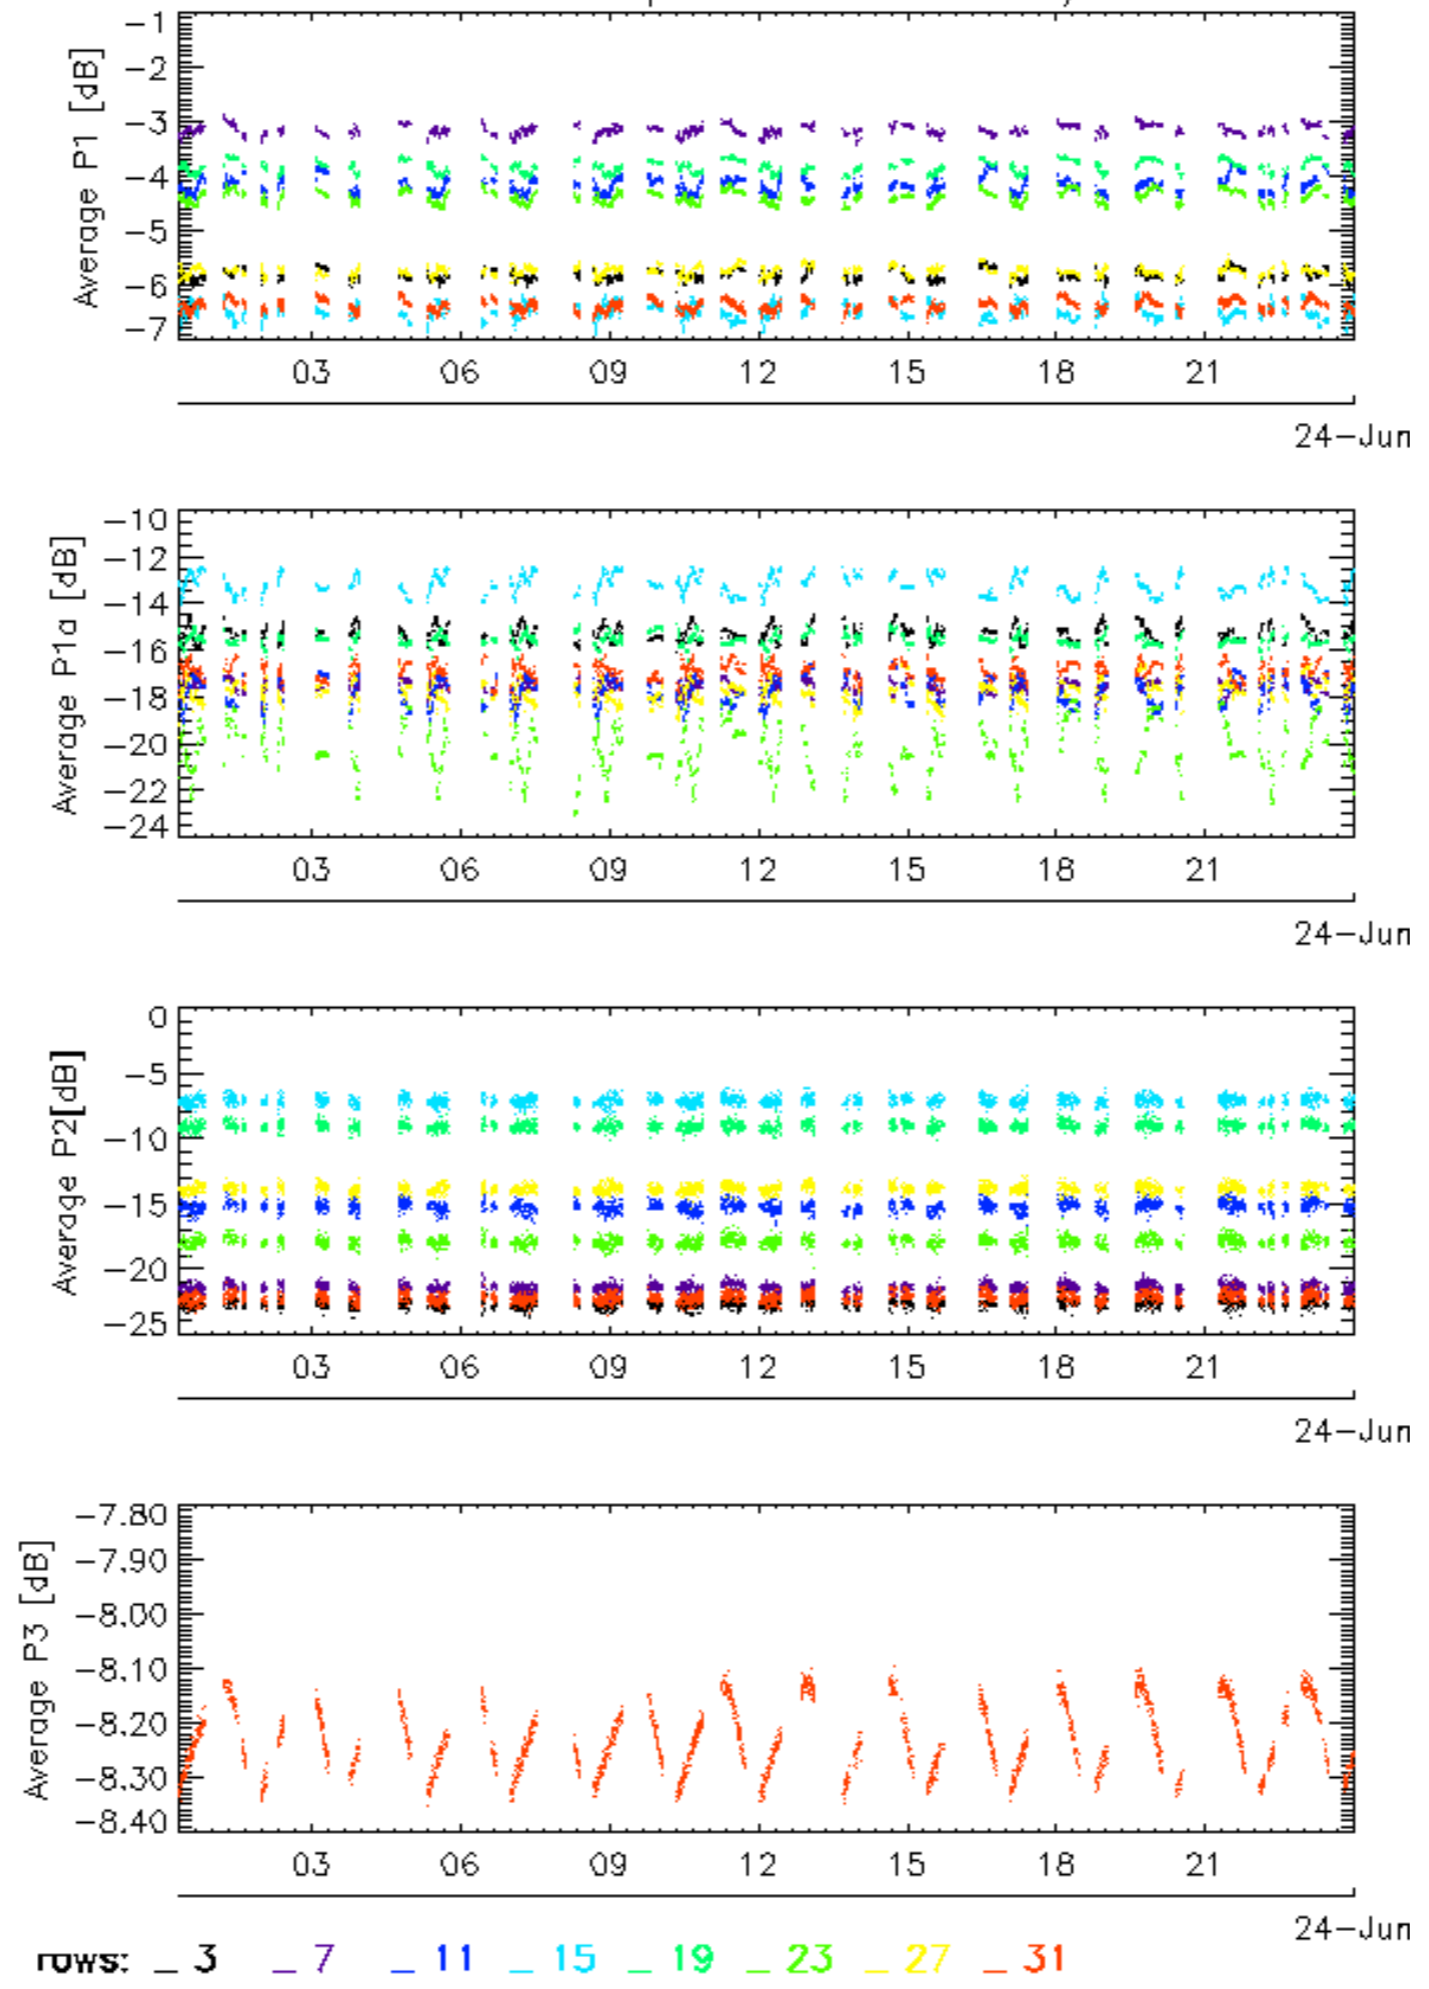 -1
-2
-3
-4
-5
-6
-7
Average P1 [dB]
03 06 09 12 15 18 21
24-Jun
-10
-12
-14
-16
-18
-20
-22
-24
Average P1a [dB]
03 06 09 12 15 18 21
24-Jun
0
-5
-10
-15
-20
-25
Average P2[dB]
03 06 09 12 15 18 21
24-Jun
-7.80
-7.90
-8.00
-8.10
-8.20
-8.30
-8.40
Average P3 [dB]
03 06 09 12 15 18 21
24-Jun
rows: _ 3 _ 7 _ 11 _ 15 _ 19 _ 23 _ 27 _ 31